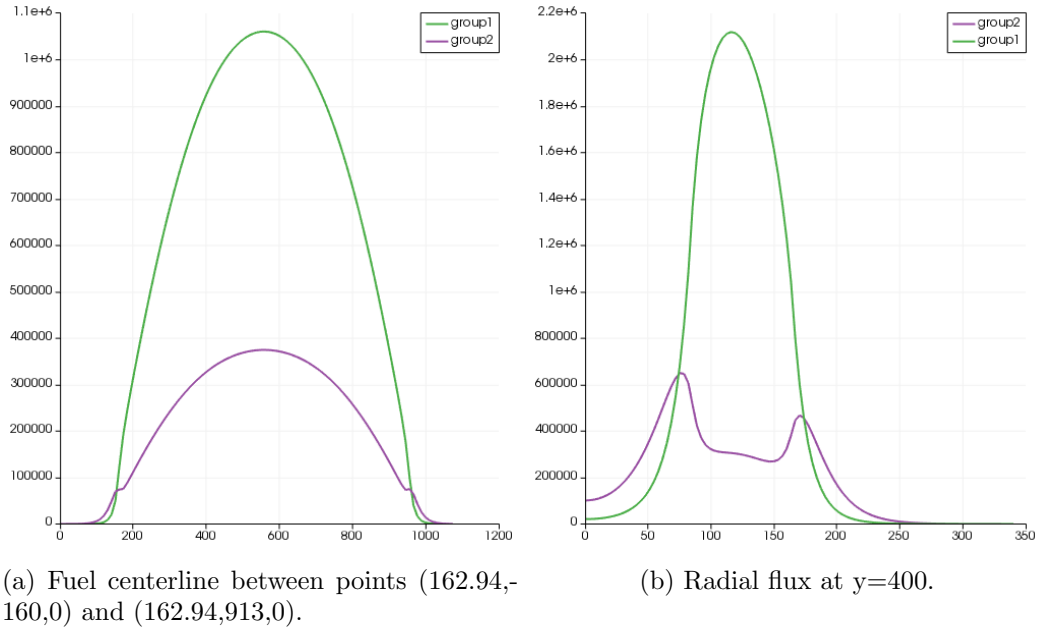 1.1e+6
1e+6
900000
800000
700000
600000
500000
400000
300000
200000
100000
0
0 200 400 600 800 1000 1200
group1
group2
2.2e+6
2e+6
1.8e+6
1.6e+6
1.4e+6
1.2e+6
1e+6
800000
600000
400000
200000
0
0 50 100 150 200 250 300 350
group2
group1
(a) Fuel centerline between points (162.94,-
160,0) and (162.94,913,0).
(b) Radial flux at y=400.